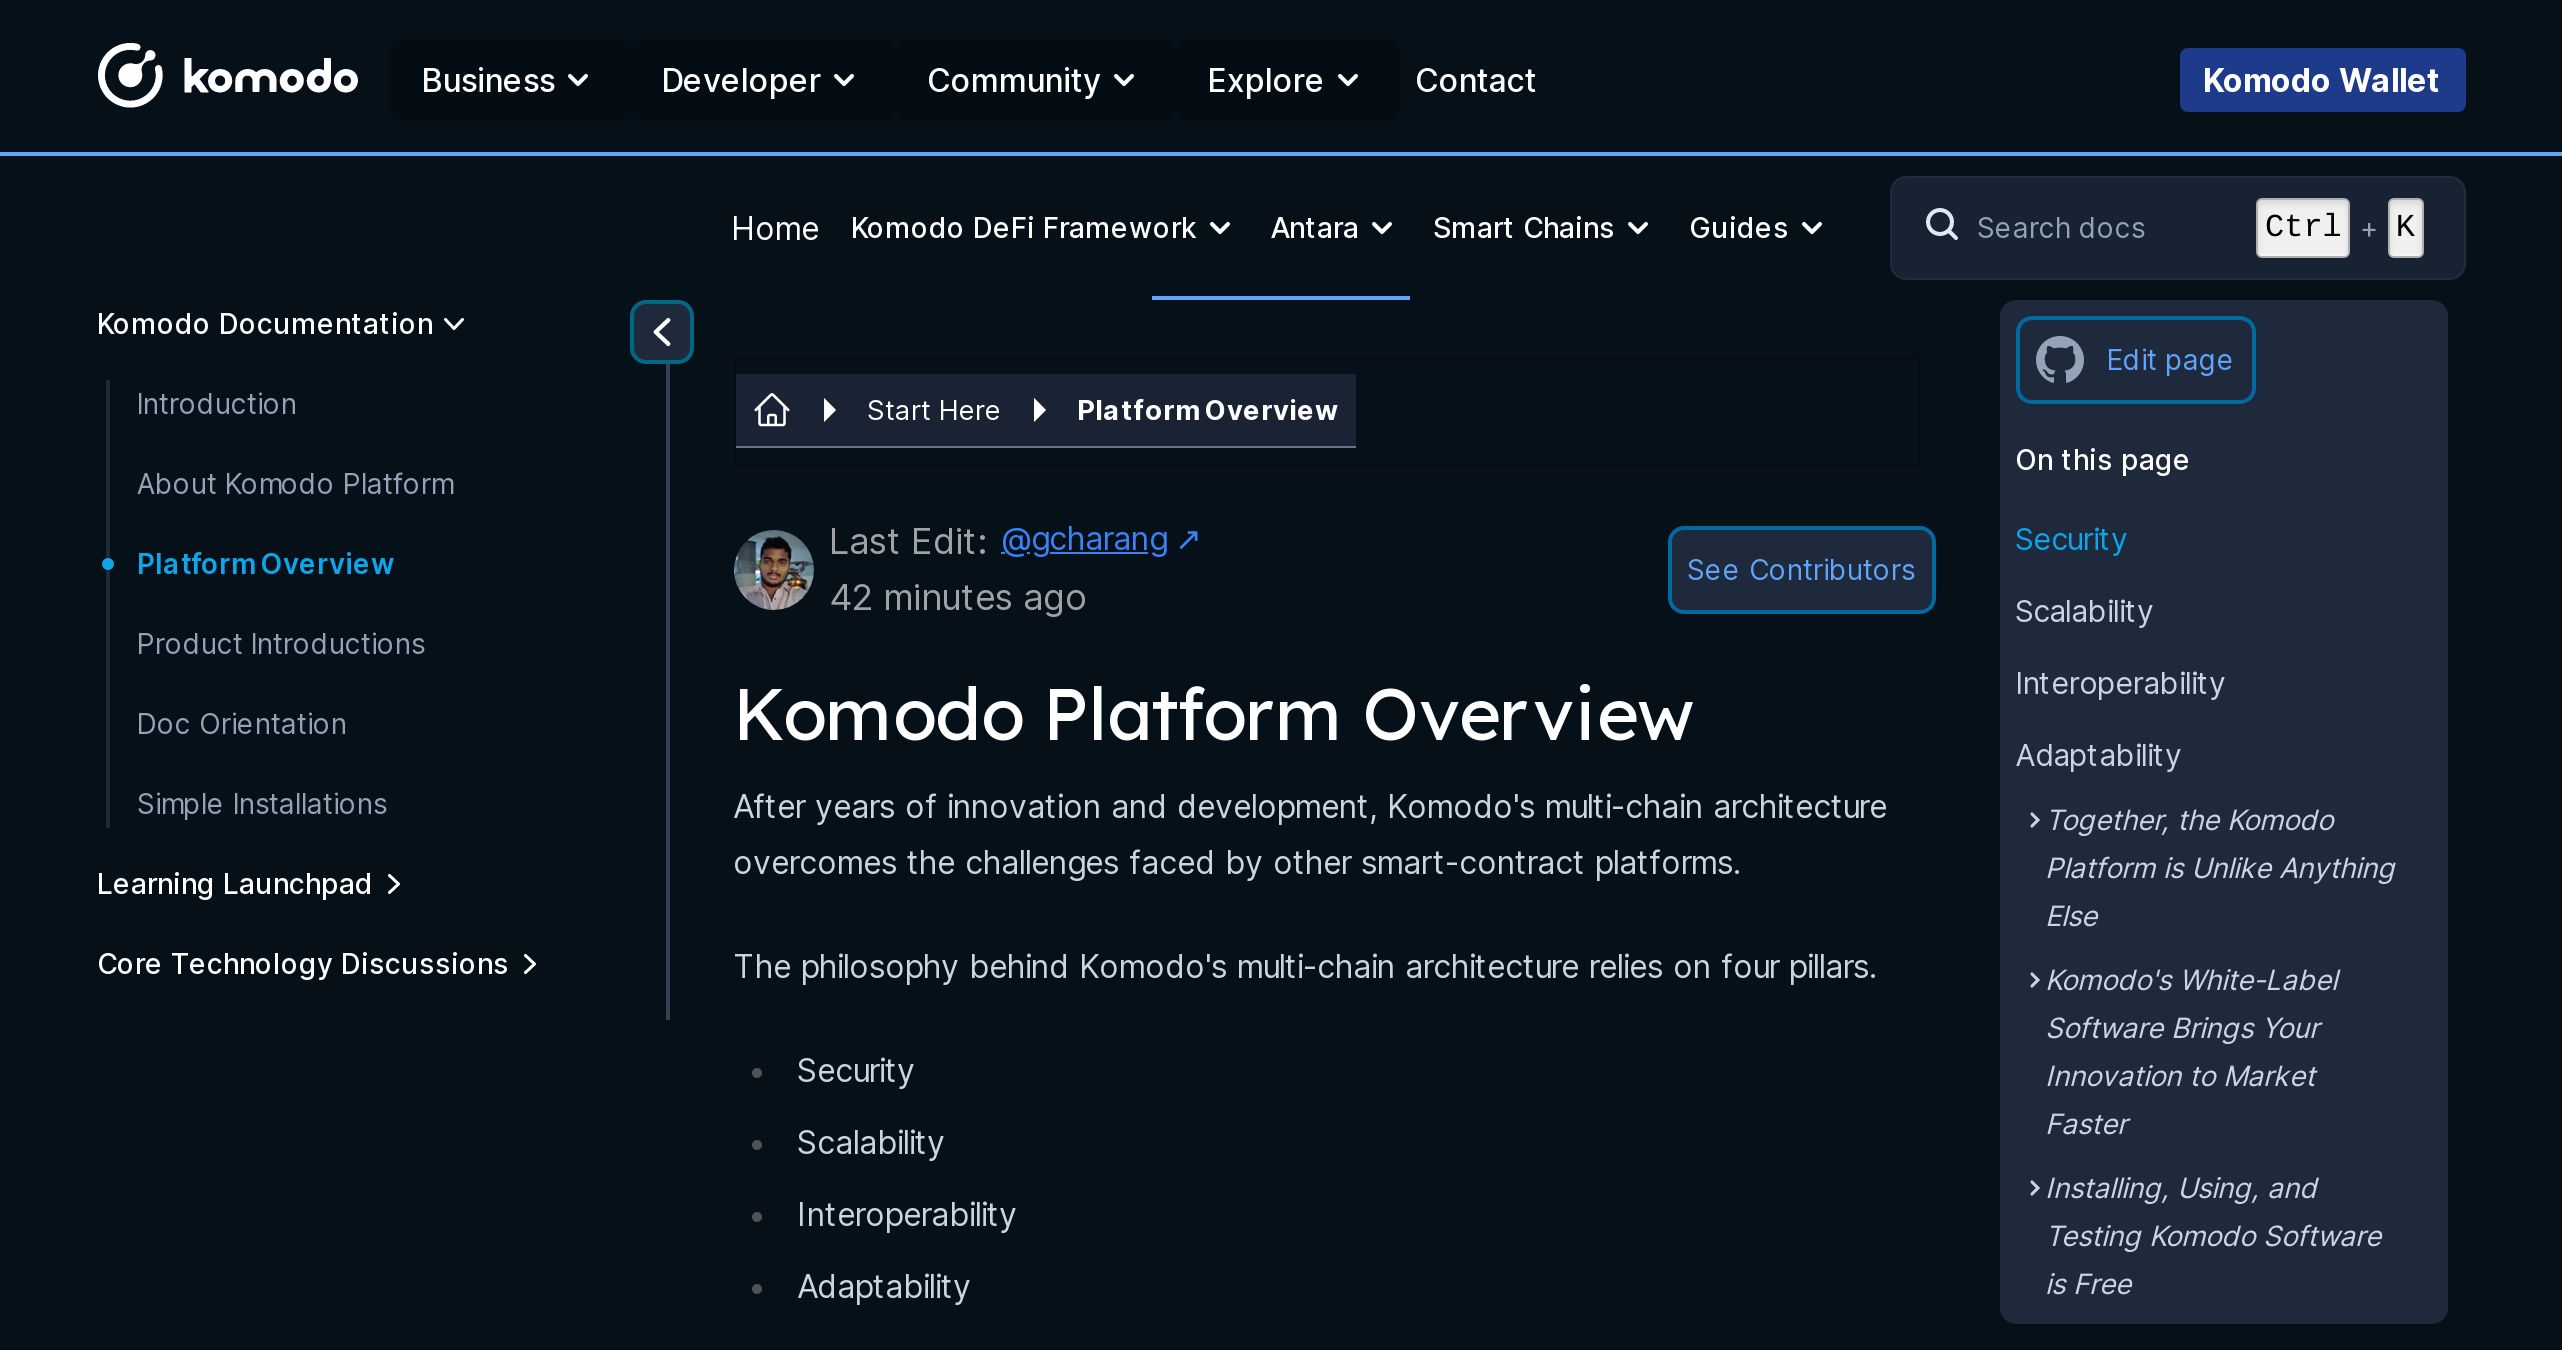 komodo
Business
Developer
Community
Explore
Contact
Komodo Wallet
Home
Komodo DeFi Framework
Antara
Smart Chains
Guides
Search docs
Ctrl + K
Komodo Documentation
Introduction
About Komodo Platform
Platform Overview
Product Introductions
Doc Orientation
Simple Installations
Learning Launchpad
Core Technology Discussions
Start Here
Platform Overview
Last Edit: @gcharang ↗
42 minutes ago
See Contributors
Komodo Platform Overview
After years of innovation and development, Komodo's multi-chain architecture
overcomes the challenges faced by other smart-contract platforms.
The philosophy behind Komodo's multi-chain architecture relies on four pillars.
Security
Scalability
Interoperability
Adaptability
Edit page
On this page
Security
Scalability
Interoperability
Adaptability
Together, the Komodo
Platform is Unlike Anything
Else
Komodo's White-Label
Software Brings Your
Innovation to Market
Faster
Installing, Using, and
Testing Komodo Software
is Free